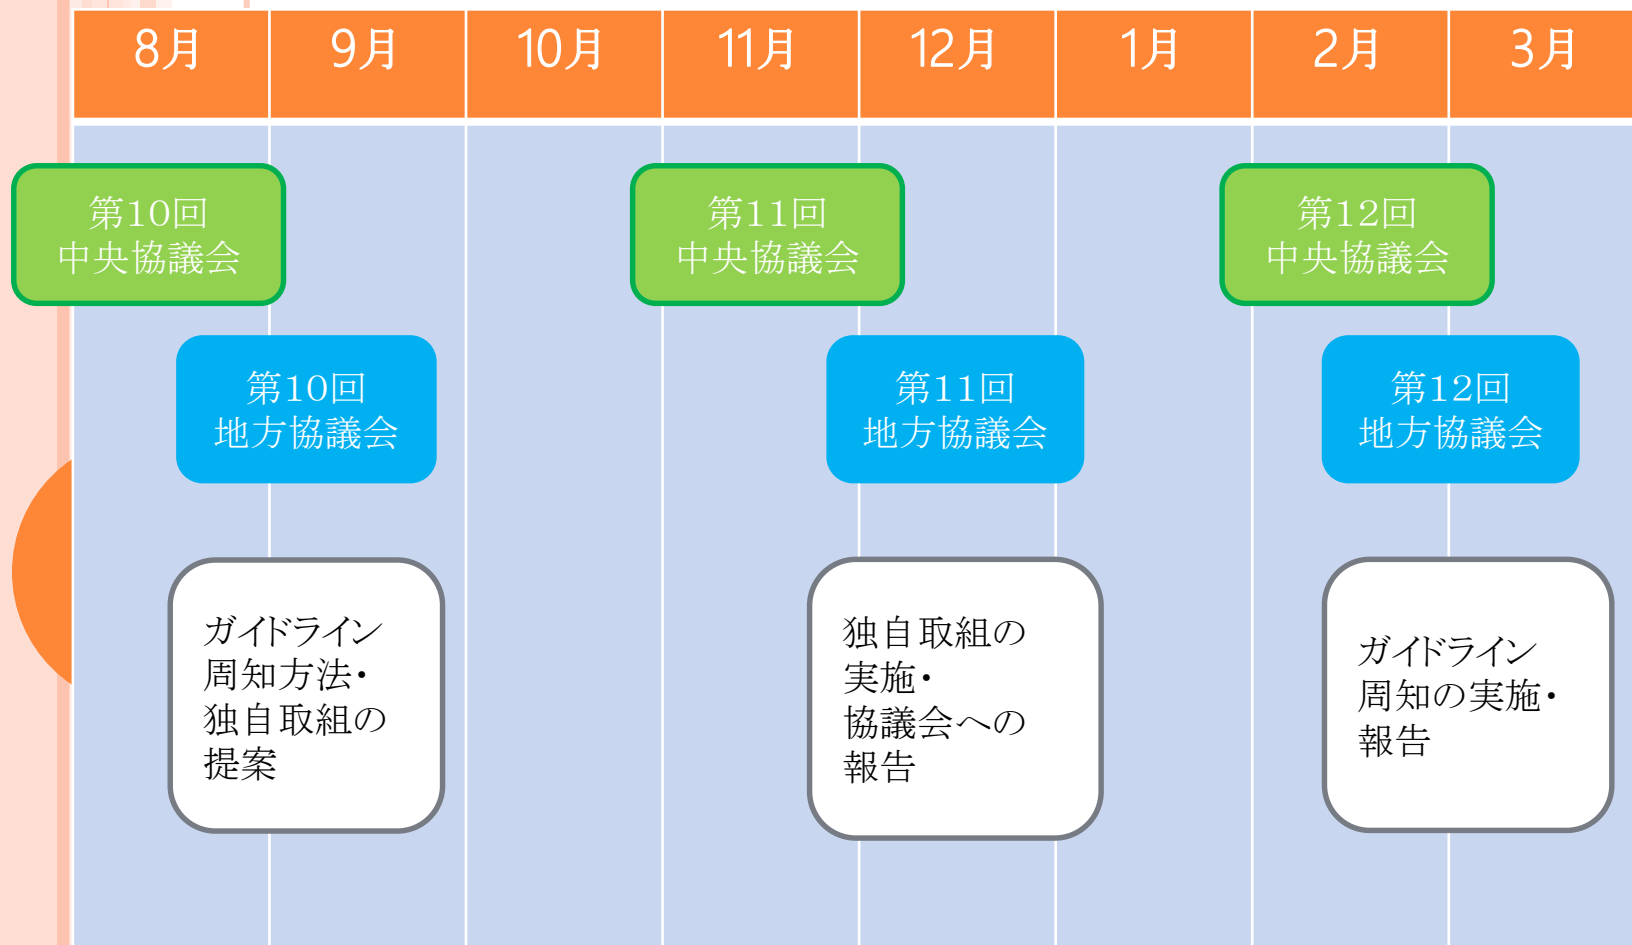 8月 9月 10月 11月 12月 1月 2月 3月
第10回
中央協議会
第11回
中央協議会
第12回
中央協議会
第10回
地方協議会
第11回
地方協議会
第12回
地方協議会
ガイドライン
周知方法・
独自取組の
提案
独自取組の
実施・
協議会への
報告
ガイドライン
周知の実施・
報告